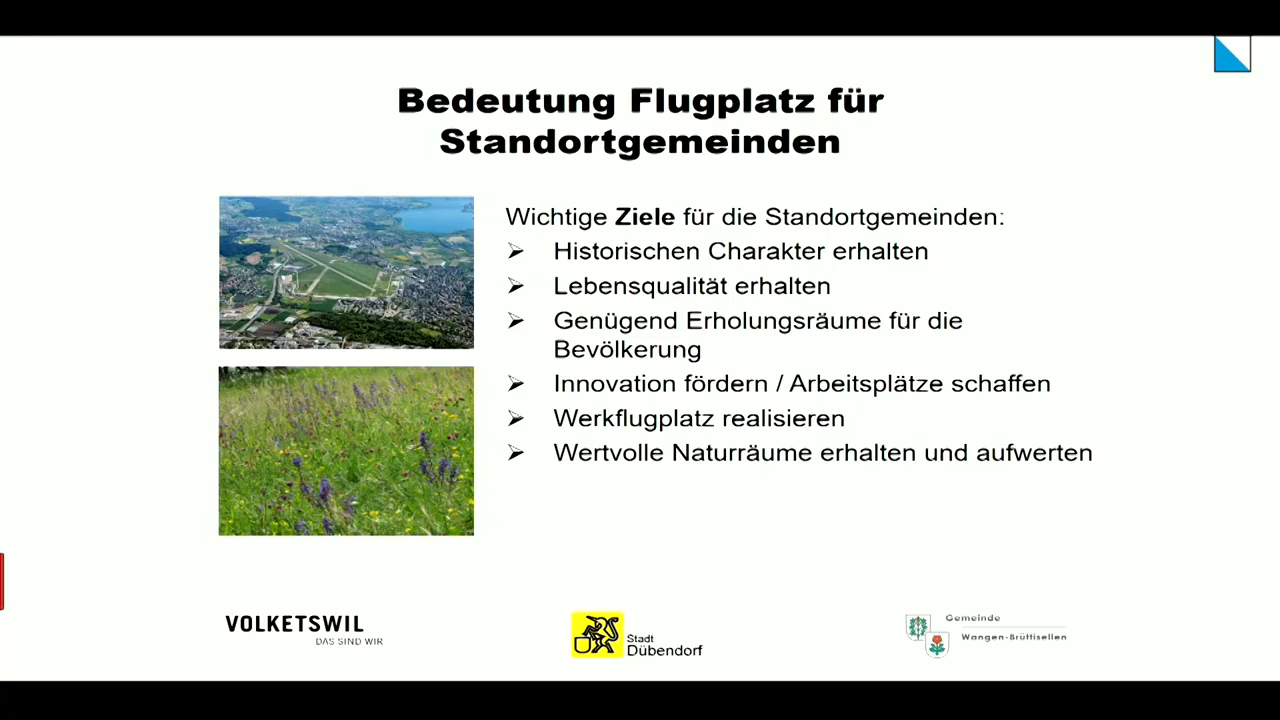 Bedeutung Flugplatz für
Standortgemeinden
Wichtige Ziele für die Standortgemeinden:
Historischen Charakter erhalten
Lebensqualität erhalten
Genügend Erholungsräume für die
Bevölkerung
Innovation fördern / Arbeitsplätze schaffen
Werkflugplatz realisieren
Wertvolle Naturräume erhalten und aufwerten
VOLKETSWIL
DAS SIND WIR
Stadt
Dübendorf
Gemeinde
Wangen-Brüttisellen